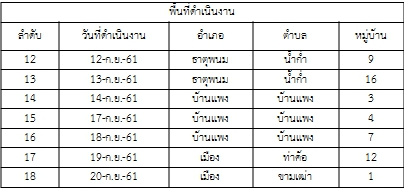 พื้นที่ดำเนินงาน
ลำดับ วันที่ดำเนินงาน อำเภอ ตำบล หมู่บ้าน
12 12-ก.ย.-61 ธาตุพนม น้ำก่ำ 9
13 13-ก.ย.-61 ธาตุพนม น้ำก่ำ 16
14 14-ก.ย.-61 บ้านแพง บ้านแพง 3
15 17-ก.ย.-61 บ้านแพง บ้านแพง 4
16 18-ก.ย.-61 บ้านแพง บ้านแพง 7
17 19-ก.ย.-61 เมือง ท่าค้อ 12
18 20-ก.ย.-61 เมือง ขามเฒ่า 1